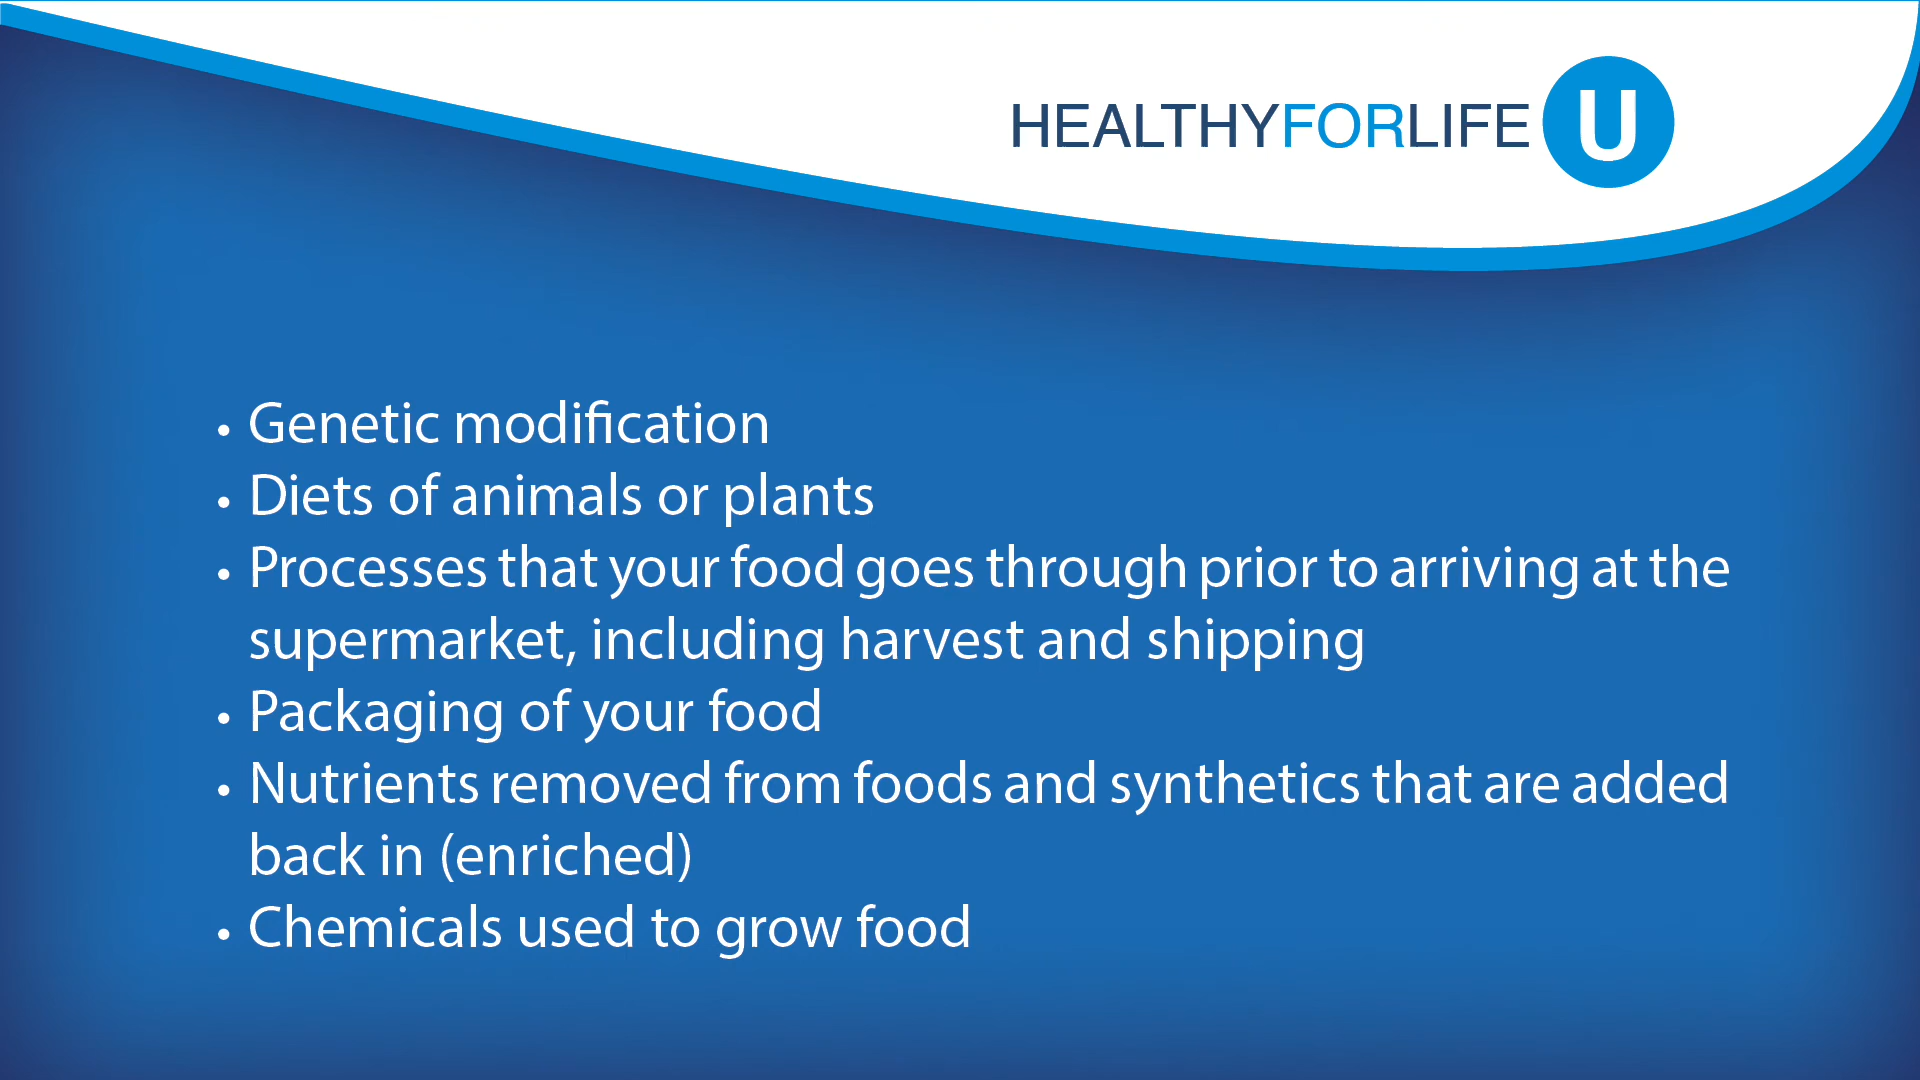 HEALTHYFORLIFE U
• Genetic modification
• Diets of animals or plants
• Processes that your food goes through prior to arriving at the
supermarket, including harvest and shipping
• Packaging of your food
• Nutrients removed from foods and synthetics that are added
back in (enriched)
• Chemicals used to grow food